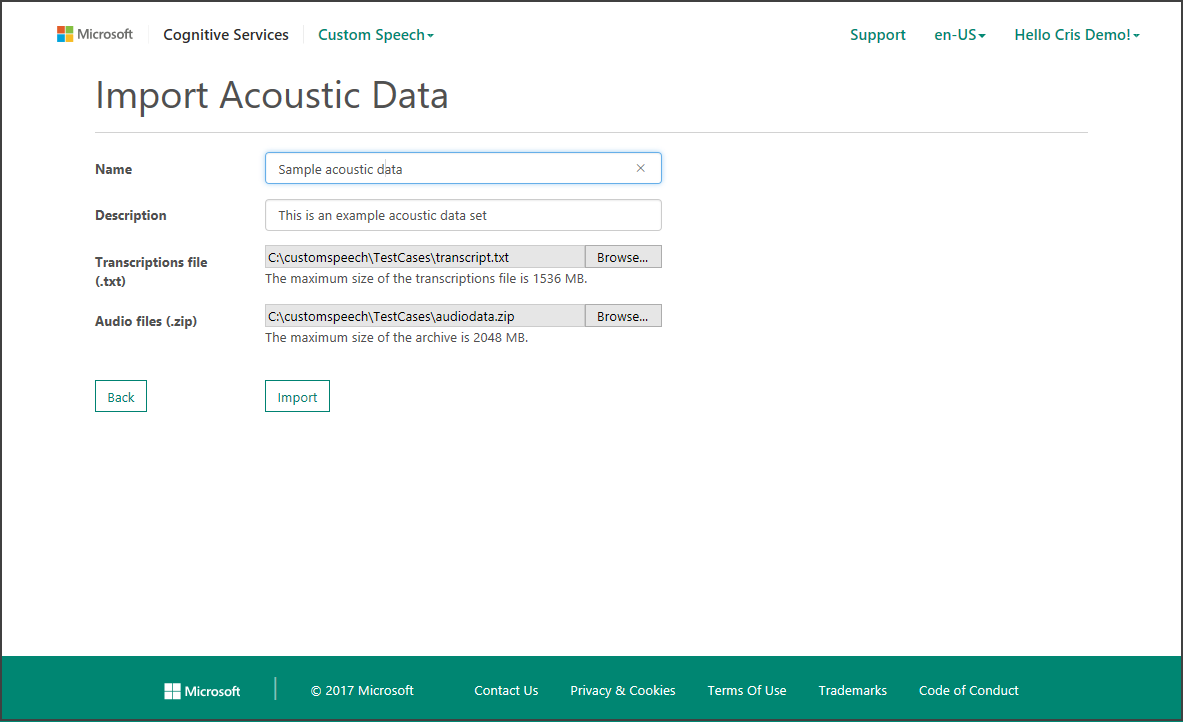 Microsoft Cognitive Services Custom Speech Support en-US Hello Cris Demo!
Import Acoustic Data
Name Sample acoustic data
Description This is an example acoustic data set
Transcriptions file
(.txt)
C:\customspeech\TestCases\transcript.txt Browse...
The maximum size of the transcriptions file is 1536 MB.
Audio files (.zip) C:\customspeech\TestCases\audiodata.zip Browse...
The maximum size of the archive is 2048 MB.
Back Import
Microsoft © 2017 Microsoft Contact Us Privacy & Cookies Terms Of Use Trademarks Code of Conduct